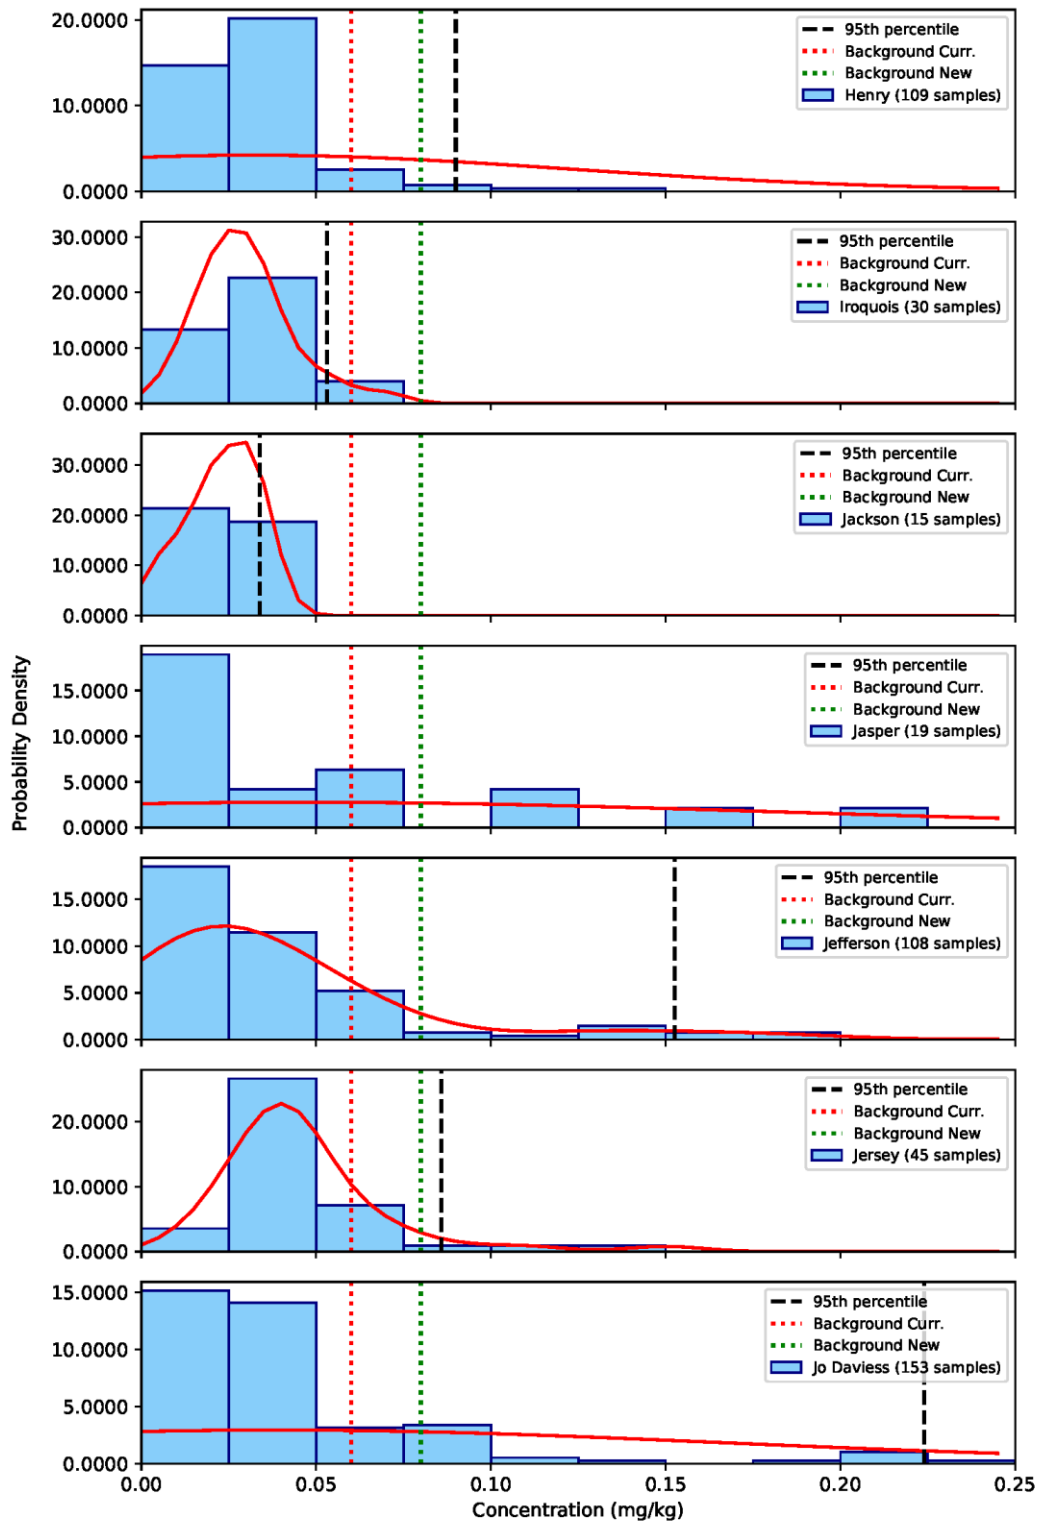 20.0000
10.0000
0.0000
95th percentile
Background Curr.
Background New
Henry (109 samples)
30.0000
20.0000
10.0000
0.0000
95th percentile
Background Curr.
Background New
Iroquois (30 samples)
30.0000
20.0000
10.0000
0.0000
95th percentile
Background Curr.
Background New
Jackson (15 samples)
Probability Density
15.0000
10.0000
5.0000
0.0000
95th percentile
Background Curr.
Background New
Jasper (19 samples)
15.0000
10.0000
5.0000
0.0000
95th percentile
Background Curr.
Background New
Jefferson (108 samples)
20.0000
10.0000
0.0000
95th percentile
Background Curr.
Background New
Jersey (45 samples)
15.0000
10.0000
5.0000
0.0000
95th percentile
Background Curr.
Background New
Jo Daviess (153 samples)
0.00 0.05 0.10 0.15 0.20 0.25
Concentration (mg/kg)